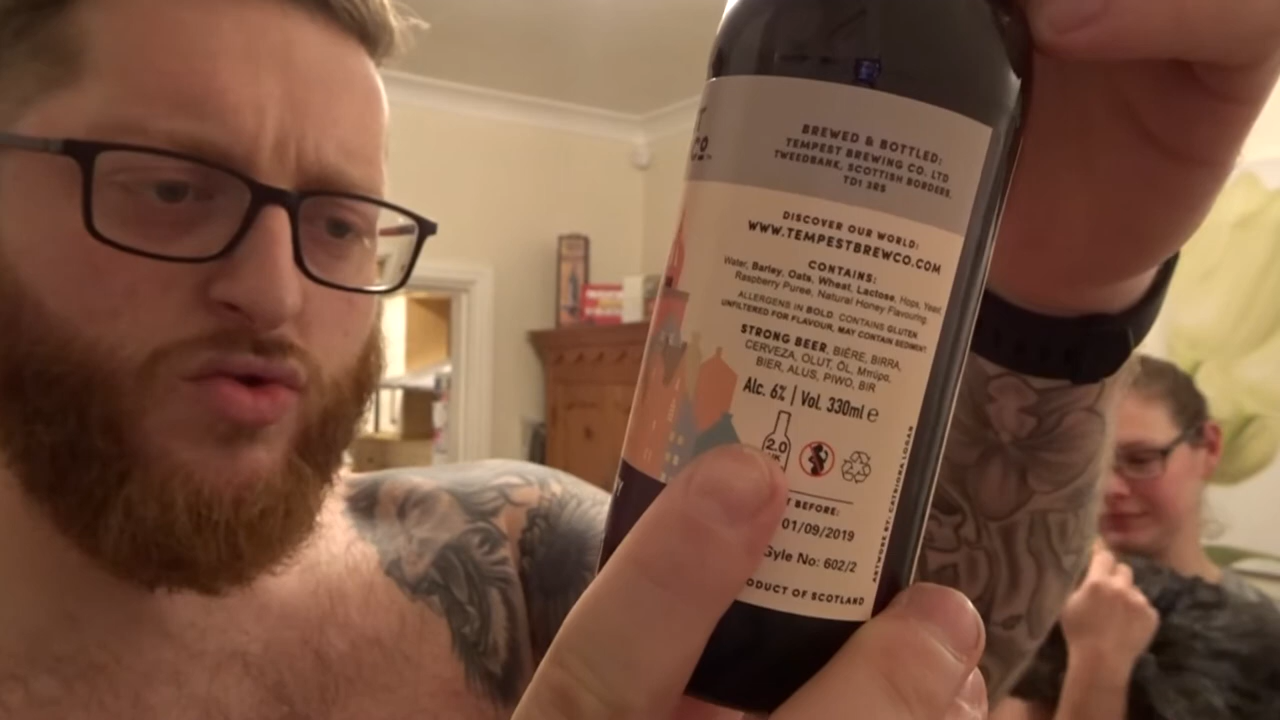 BREWED & BOTTLED:
TEMPEST BREWING CO. LTD
TWEEDBANK, SCOTTISH BORDERS,
TD1 3RS
DISCOVER OUR WORLD:
WWW.TEMPESTBREWCO.COM
CONTAINS:
Water, Barley, Oats, Wheat, Lactose, Hops, Yeast
Raspberry Puree, Natural Honey Flavouring.
ALLERGENS IN BOLD. CONTAINS GLUTEN.
UNFILTERED FOR FLAVOUR, MAY CONTAIN SEDIMENT.
STRONG BEER, BIÈRE, BIRRA,
CERVEZA, OLUT, ÖL, Μπύρα,
BIER, ALUS, PIWO, BIR
Alc. 6% | Vol. 330ml e
2.0
UK
T BEFORE:
01/09/2019
Gyle No: 602/2
ODUCT OF SCOTLAND
ARTWORK BY: CATRIONA LOGAN